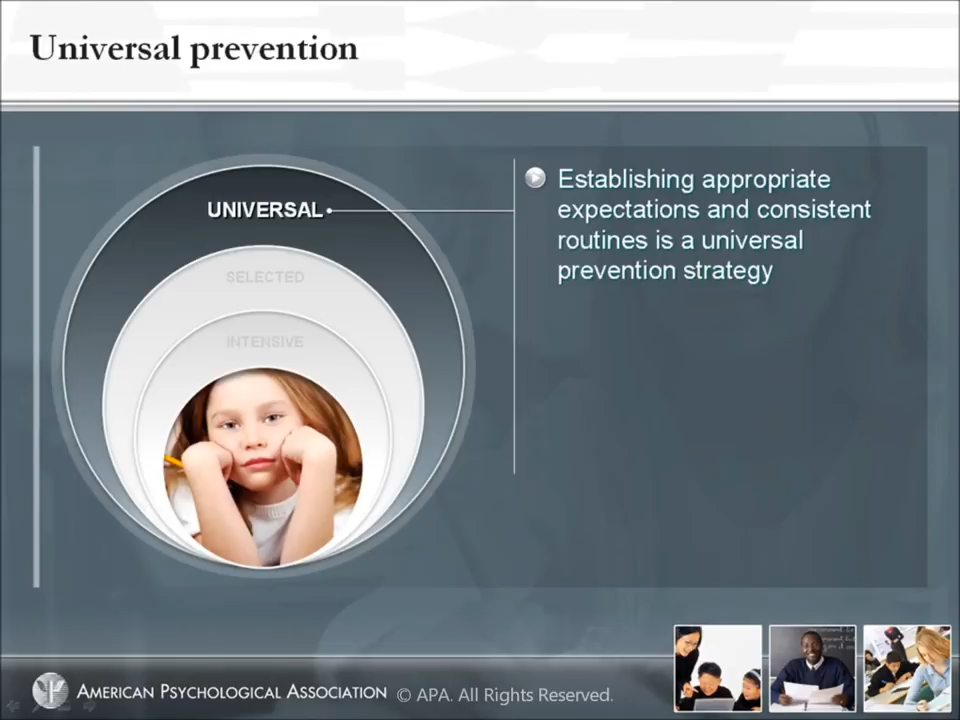 Universal prevention
UNIVERSAL
SELECTED
INTENSIVE
Establishing appropriate
expectations and consistent
routines is a universal
prevention strategy
AMERICAN PSYCHOLOGICAL ASSOCIATION © APA. All Rights Reserved.